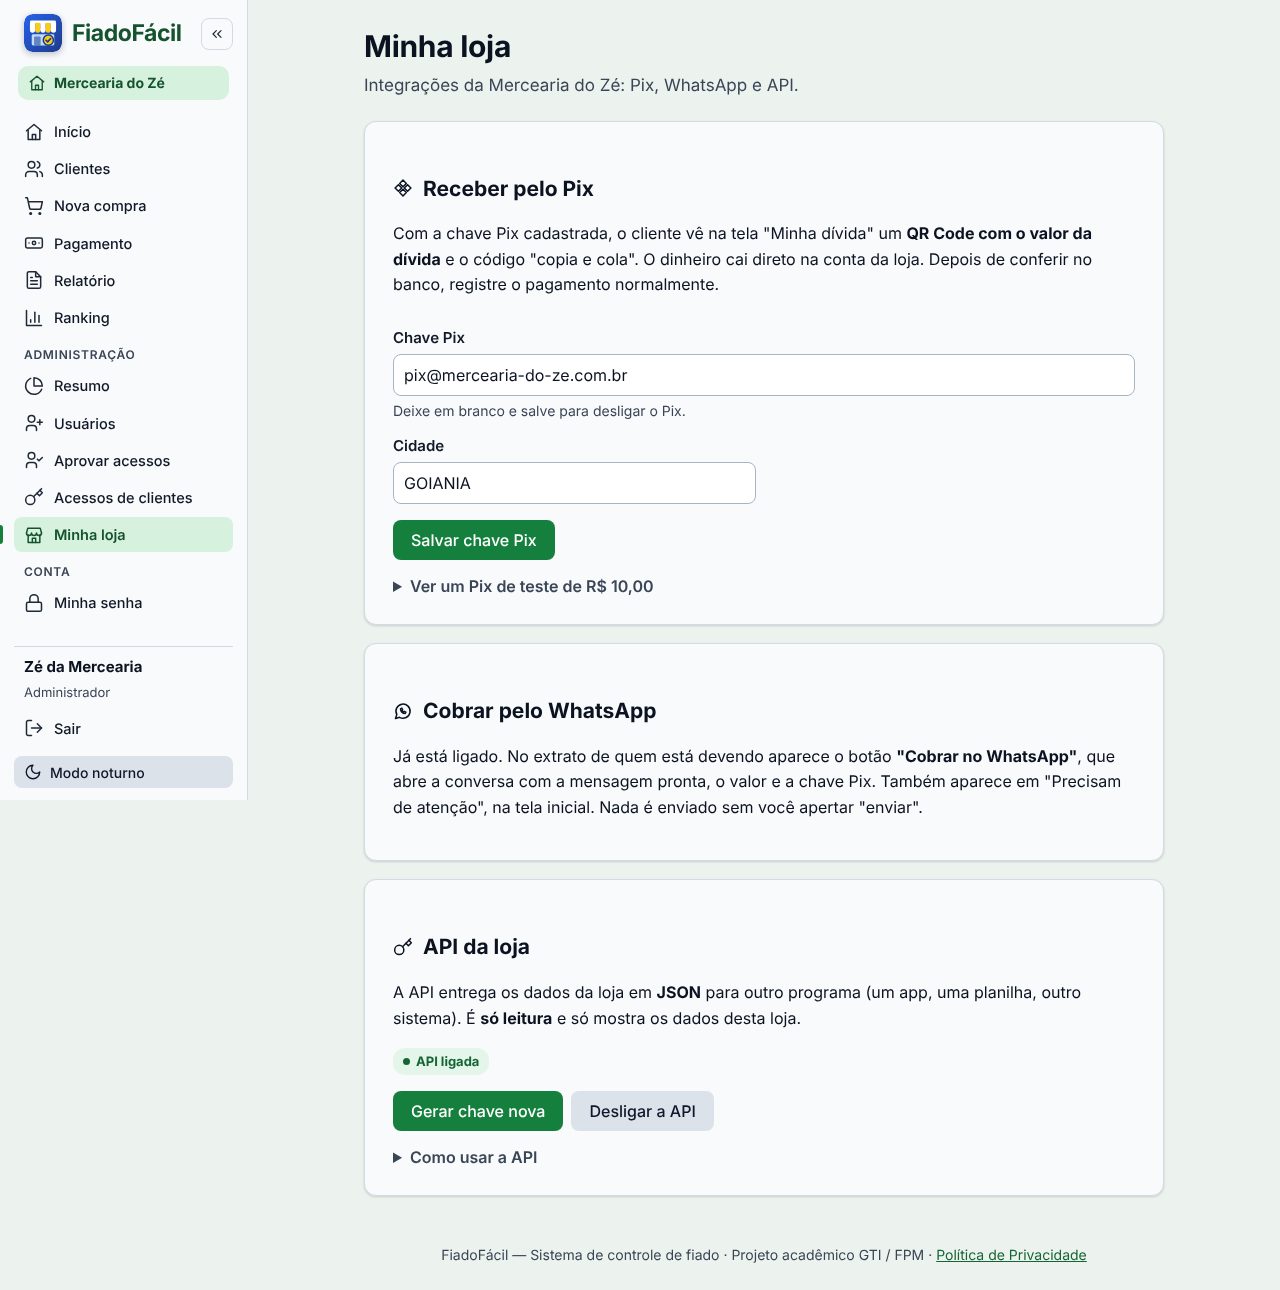 FiadoFácil
«
Mercearia do Zé
Início
Clientes
Nova compra
Pagamento
Relatório
Ranking
ADMINISTRAÇÃO
Resumo
Usuários
Aprovar acessos
Acessos de clientes
Minha loja
CONTA
Minha senha
Zé da Mercearia
Administrador
Sair
Modo noturno
Minha loja
Integrações da Mercearia do Zé: Pix, WhatsApp e API.
Receber pelo Pix
Com a chave Pix cadastrada, o cliente vê na tela "Minha dívida" um QR Code com o valor da
dívida e o código "copia e cola". O dinheiro cai direto na conta da loja. Depois de conferir no
banco, registre o pagamento normalmente.
Chave Pix
pix@mercearia-do-ze.com.br
Deixe em branco e salve para desligar o Pix.
Cidade
GOIANIA
Salvar chave Pix
Ver um Pix de teste de R$ 10,00
Cobrar pelo WhatsApp
Já está ligado. No extrato de quem está devendo aparece o botão "Cobrar no WhatsApp", que
abre a conversa com a mensagem pronta, o valor e a chave Pix. Também aparece em "Precisam
de atenção", na tela inicial. Nada é enviado sem você apertar "enviar".
API da loja
A API entrega os dados da loja em JSON para outro programa (um app, uma planilha, outro
sistema). É só leitura e só mostra os dados desta loja.
API ligada
Gerar chave nova
Desligar a API
Como usar a API
FiadoFácil — Sistema de controle de fiado · Projeto acadêmico GTI / FPM · Política de Privacidade